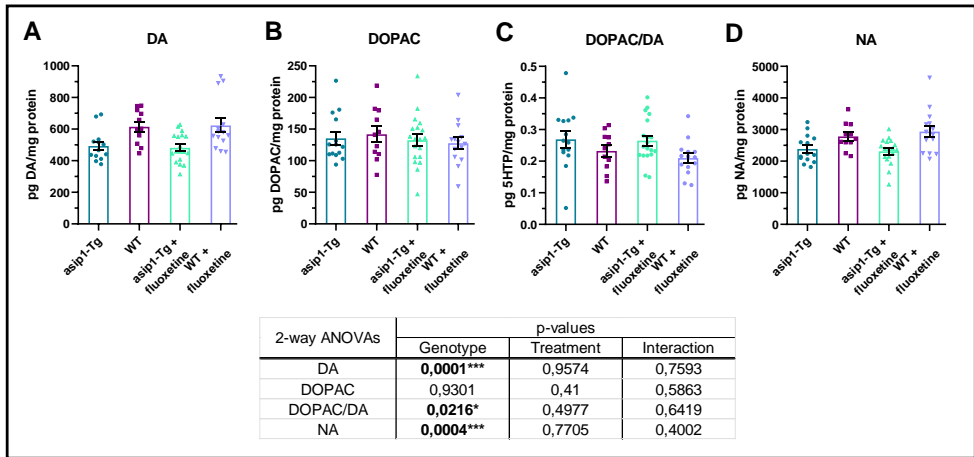 A
DA
pg DA/mg protein
1000
800
600
400
200
0
asip1-Tg
WT
asip1-Tg +
fluoxetine
WT +
fluoxetine
B
DOPAC
pg DOPAC/mg protein
250
200
150
100
50
0
asip1-Tg
WT
asip1-Tg +
fluoxetine
WT +
fluoxetine
C
DOPAC/DA
pg 5HTP/mg protein
0.5
0.4
0.3
0.2
0.1
0.0
asip1-Tg
WT
asip1-Tg +
fluoxetine
WT +
fluoxetine
D
NA
pg NA/mg protein
5000
4000
3000
2000
1000
0
asip1-Tg
WT
asip1-Tg +
fluoxetine
WT +
fluoxetine
2-way ANOVAs
p-values
Genotype Treatment Interaction
DA 0,0001*** 0,9574 0,7593
DOPAC 0,9301 0,41 0,5863
DOPAC/DA 0,0216* 0,4977 0,6419
NA 0,0004*** 0,7705 0,4002